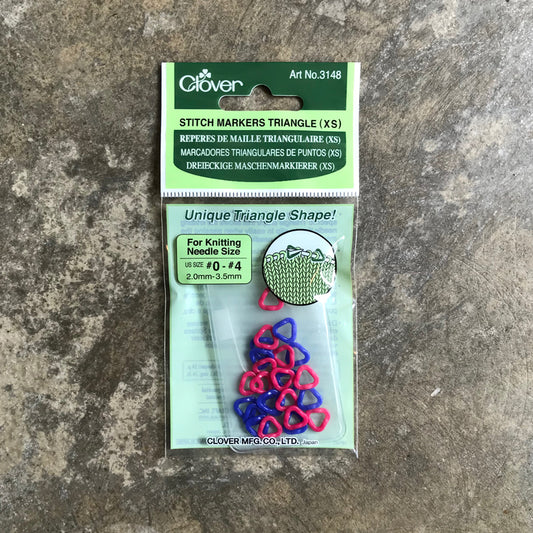 Clover
Art No.3148
STITCH MARKERS TRIANGLE (XS)
REPERES DE MAILLE TRIANGULAIRE (XS)
MARCADORES TRIANGULARES DE PUNTOS (XS)
DREIECKIGE MASCHENMARKIERER (XS)
Unique Triangle Shape!
For Knitting
Needle Size
US SIZE #0-#4
2.0mm-3.5mm
CLOVER MFG. CO., LTD. Japan